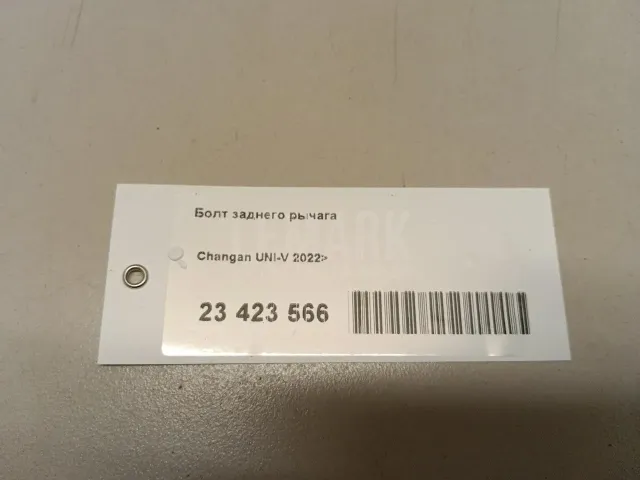 Болт заднего рычага
Changan UNI-V 2022>
23 423 566